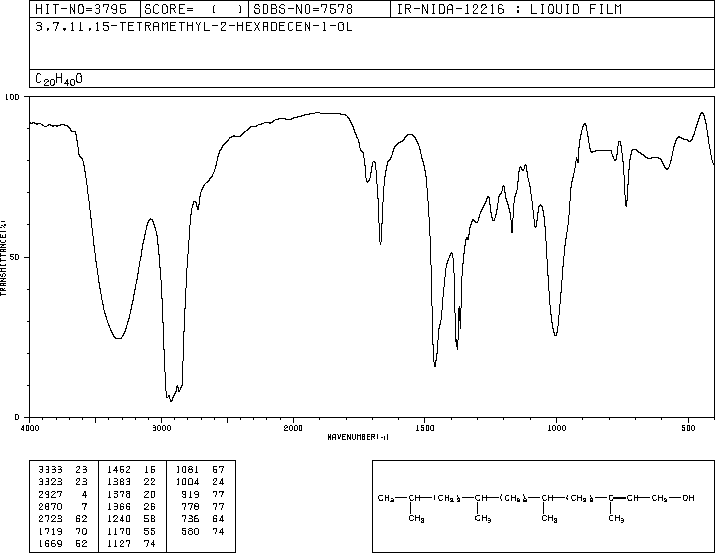 HIT-NO=3795 SCORE= ( ) SDBS-NO=7578 IR-NIDA-12216 : LIQUID FILM
3,7,11,15-TETRAMETHYL-2-HEXADECEN-1-OL
C20H40O
100
50
0
TRANSMITTANCE(%)
4000 3000 2000 1500 1000 500
WAVENUMBER(-1)
3333 23 1462 16 1081 67
3323 23 1383 22 1004 24
2927 4 1378 20 919 77
2870 7 1366 26 778 77
2723 62 1240 58 736 64
1719 70 1170 55 580 74
1669 62 1127 74
CH3—CH—(CH2)3—CH—(CH2)3—CH—(CH2)3—C=CH—CH2—OH
CH3 CH3 CH3 CH3